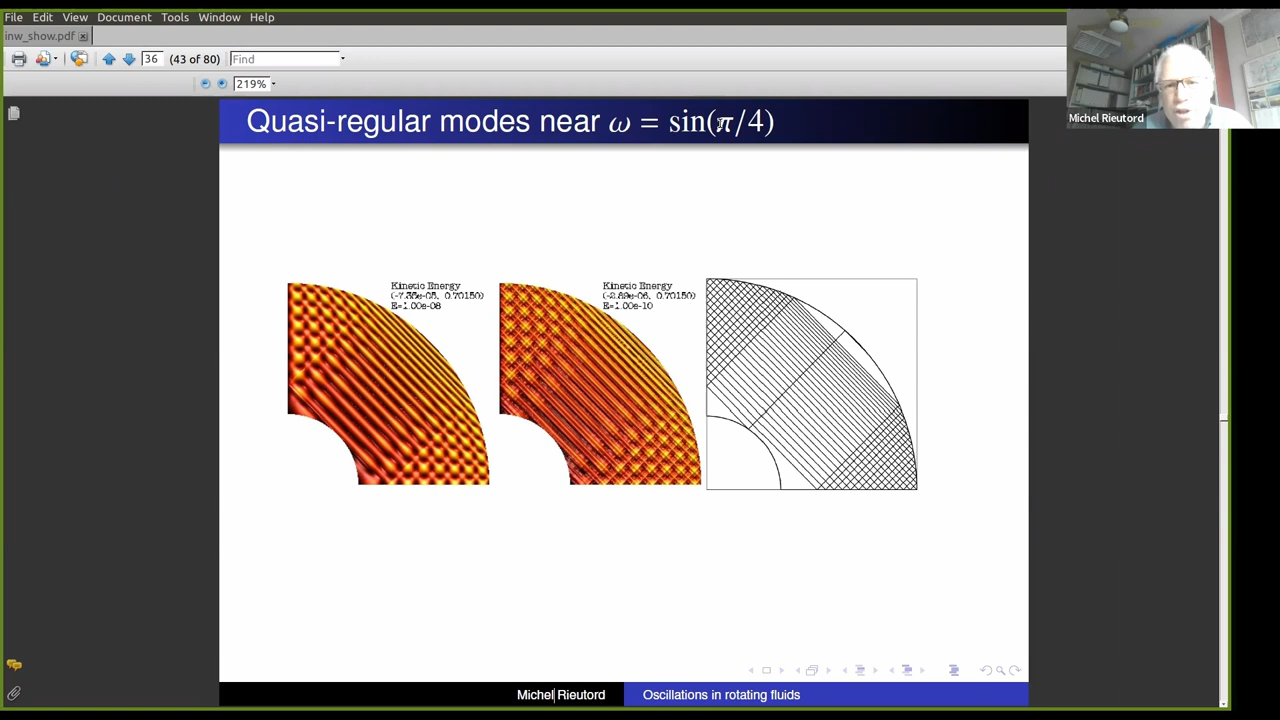 File Edit View Document Tools Window Help
inw_show.pdf
36 (43 of 80) Find
219%
Quasi-regular modes near ω = sin(π/4)
Michel Rieutord
Kinetic Energy
E=1.00e-08
Kinetic Energy
E=1.00e-10
Michel Rieutord Oscillations in rotating fluids